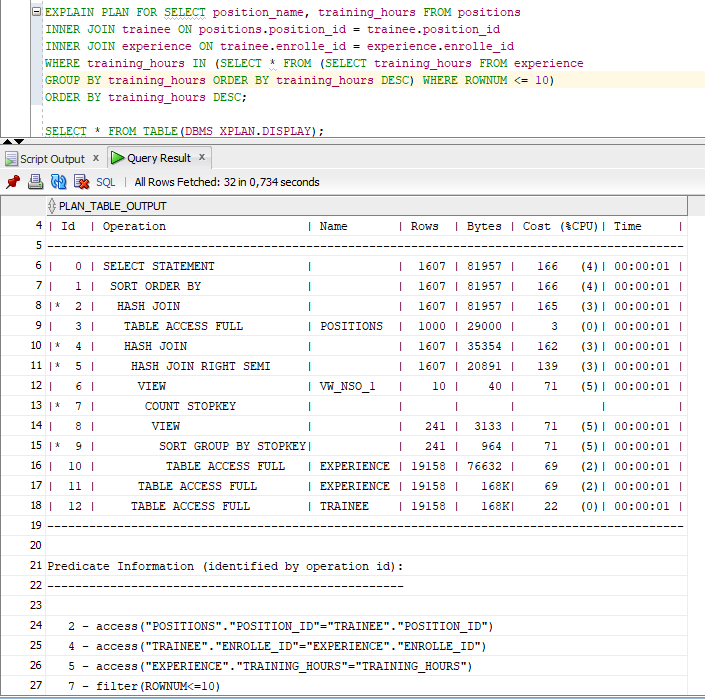 EXPLAIN PLAN FOR SELECT position_name, training_hours FROM positions
INNER JOIN trainee ON positions.position_id = trainee.position_id
INNER JOIN experience ON trainee.enrolle_id = experience.enrolle_id
WHERE training_hours IN (SELECT * FROM (SELECT training_hours FROM experience
GROUP BY training_hours ORDER BY training_hours DESC) WHERE ROWNUM <= 10)
ORDER BY training_hours DESC;
SELECT * FROM TABLE(DBMS_XPLAN.DISPLAY);
Script Output x Query Result x
SQL | All Rows Fetched: 32 in 0,734 seconds
PLAN_TABLE_OUTPUT
4 | Id | Operation | Name | Rows | Bytes | Cost (%CPU)| Time |
5 --------------------------------------------------------------------------------------
6 | 0 | SELECT STATEMENT | | 1607 | 81957 | 166 (4)| 00:00:01 |
7 | 1 | SORT ORDER BY | | 1607 | 81957 | 166 (4)| 00:00:01 |
8 |* 2 | HASH JOIN | | 1607 | 81957 | 165 (3)| 00:00:01 |
9 | 3 | TABLE ACCESS FULL | POSITIONS | 1000 | 29000 | 3 (0)| 00:00:01 |
10 |* 4 | HASH JOIN | | 1607 | 35354 | 162 (3)| 00:00:01 |
11 |* 5 | HASH JOIN RIGHT SEMI | | 1607 | 20891 | 139 (3)| 00:00:01 |
12 | 6 | VIEW | VW_NSO_1 | 10 | 40 | 71 (5)| 00:00:01 |
13 |* 7 | COUNT STOPKEY | | | | | |
14 | 8 | VIEW | | 241 | 3133 | 71 (5)| 00:00:01 |
15 |* 9 | SORT GROUP BY STOPKEY| | 241 | 964 | 71 (5)| 00:00:01 |
16 | 10 | TABLE ACCESS FULL | EXPERIENCE | 19158 | 76632 | 69 (2)| 00:00:01 |
17 | 11 | TABLE ACCESS FULL | EXPERIENCE | 19158 | 168K| 69 (2)| 00:00:01 |
18 | 12 | TABLE ACCESS FULL | TRAINEE | 19158 | 168K| 22 (0)| 00:00:01 |
19 --------------------------------------------------------------------------------------
20
21 Predicate Information (identified by operation id):
22 ---------------------------------------------------
23
24 2 - access("POSITIONS"."POSITION_ID"="TRAINEE"."POSITION_ID")
25 4 - access("TRAINEE"."ENROLLE_ID"="EXPERIENCE"."ENROLLE_ID")
26 5 - access("EXPERIENCE"."TRAINING_HOURS"="TRAINING_HOURS")
27 7 - filter(ROWNUM<=10)